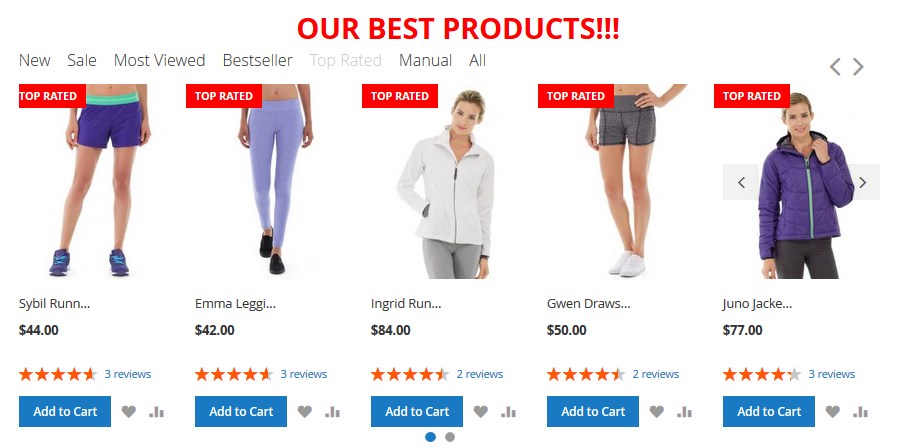 OUR BEST PRODUCTS!!!
New Sale Most Viewed Bestseller Top Rated Manual All
TOP RATED TOP RATED TOP RATED TOP RATED TOP RATED
Sybil Runn... Emma Leggi... Ingrid Run... Gwen Draws... Juno Jacke...
$44.00 $42.00 $84.00 $50.00 $77.00
3 reviews 3 reviews 2 reviews 2 reviews 3 reviews
Add to Cart Add to Cart Add to Cart Add to Cart Add to Cart